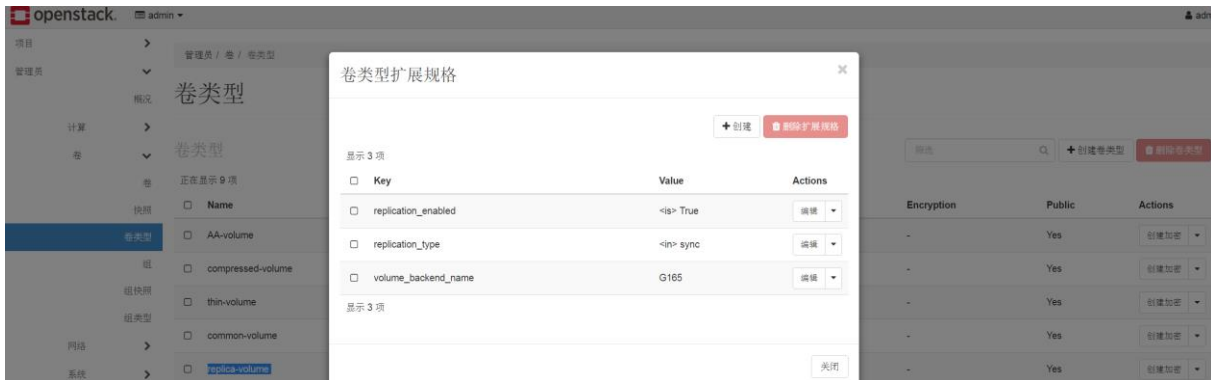 openstack. admin
adm
项目
管理员
概况
计算
卷
卷
快照
卷类型
组
组快照
组类型
网络
系统
管理员 / 卷 / 卷类型
卷类型
卷类型
筛选
+创建卷类型
删除卷类型
正在显示 9 项
Name Encryption Public Actions
AA-volume - Yes 创建加密
compressed-volume - Yes 创建加密
thin-volume - Yes 创建加密
common-volume - Yes 创建加密
replica-volume - Yes 创建加密
卷类型扩展规格 ×
+创建 删除扩展规格
显示 3 项
Key Value Actions
replication_enabled <is> True 编辑
replication_type <in> sync 编辑
volume_backend_name G165 编辑
显示 3 项
关闭